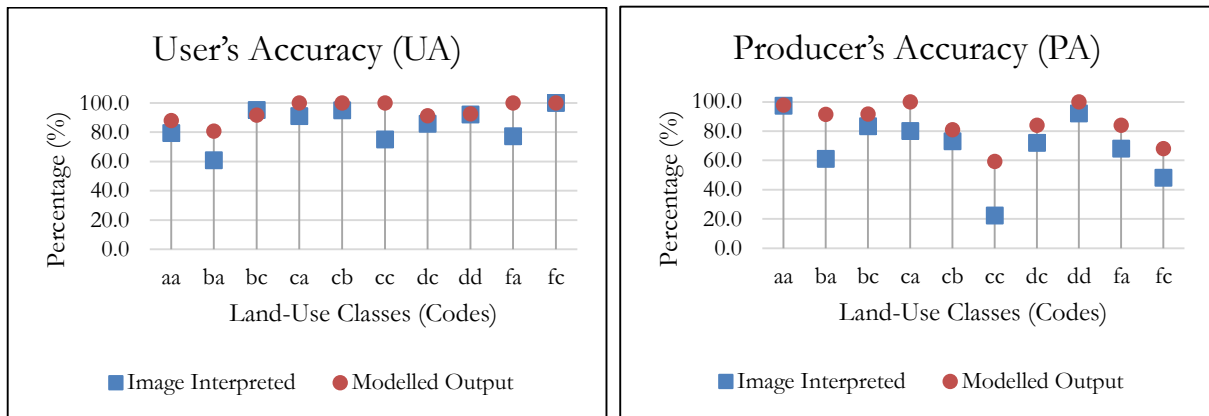 User's Accuracy (UA)
Percentage (%)
100.0
80.0
60.0
40.0
20.0
0.0
aa ba bc ca cb cc dc dd fa fc
Land-Use Classes (Codes)
Image Interpreted Modelled Output
Producer's Accuracy (PA)
Percentage (%)
100.0
80.0
60.0
40.0
20.0
0.0
aa ba bc ca cb cc dc dd fa fc
Land-Use Classes (Codes)
Image Interpreted Modelled Output